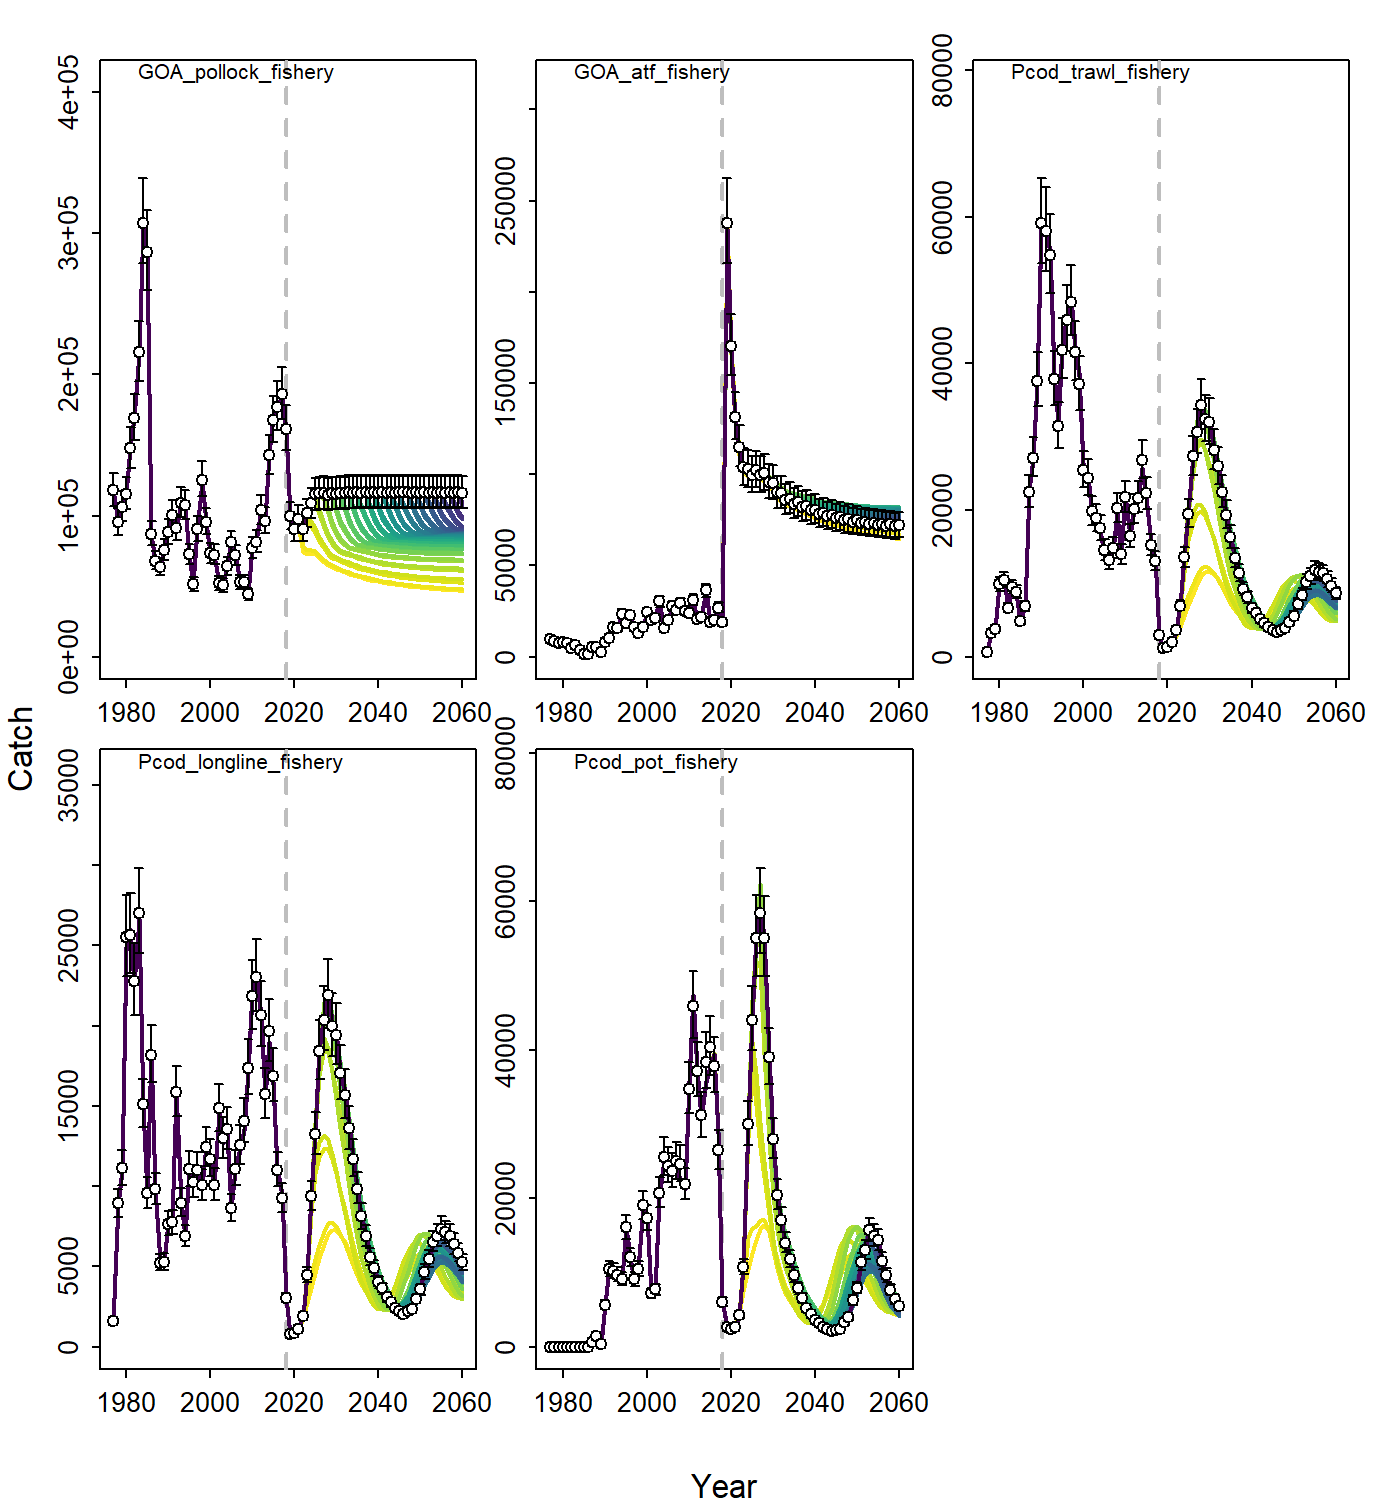 GOA_pollock_fishery
0e+00 1e+05 2e+05 3e+05 4e+05
1980 2000 2020 2040 2060
GOA_atf_fishery
0 50000 150000 250000
1980 2000 2020 2040 2060
Pcod_trawl_fishery
0 20000 40000 60000 80000
1980 2000 2020 2040 2060
Catch
Pcod_longline_fishery
0 5000 15000 25000 35000
1980 2000 2020 2040 2060
Pcod_pot_fishery
0 20000 40000 60000 80000
1980 2000 2020 2040 2060
Year